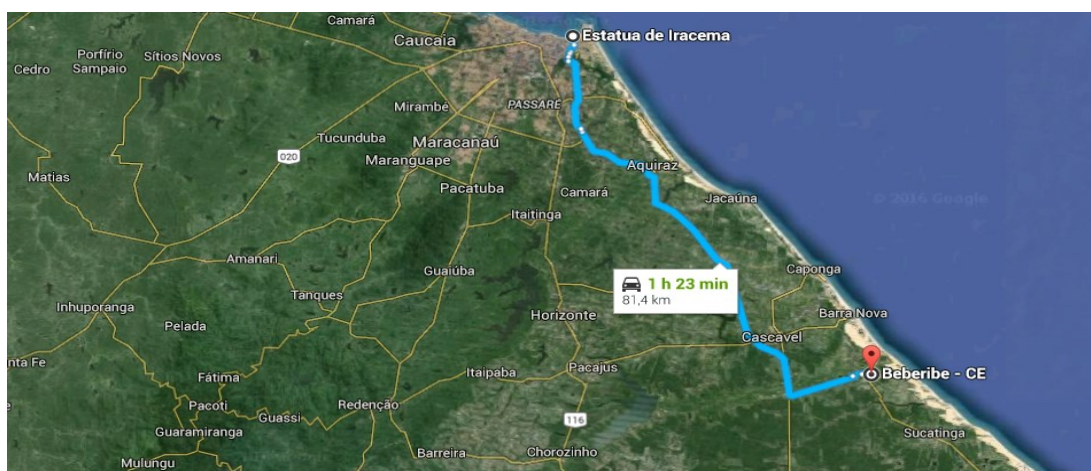 Camará
Estatua de Iracema
Caucaia
Porfírio
Sampaio
Sítios Novos
Cedro
PASSARÉ
Mirambé
Tucunduba
Maracanaú
020
Maranguape
Aquiraz
Matias
Pacatuba
Camará
Jacaúna
© 2016 Google
Itaitinga
Amanari
Guaiúba
1 h 23 min
81,4 km
Caponga
Tanques
Inhuporanga
Horizonte
Barra Nova
Pelada
Cascavel
nta Fe
Pacajus
Itaipaba
Beberibe - CE
Fátima
Pacoti
Guassi
Redenção
116
Guaramiranga
Sucatinga
Barreira
Chorozinho
Mulungu